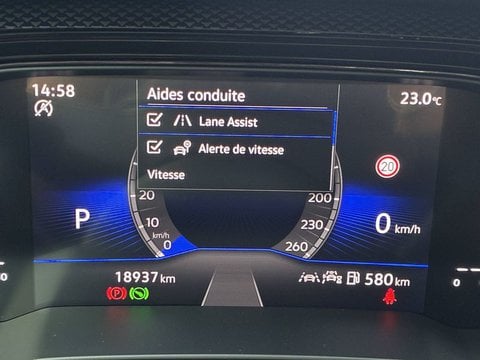 14:58
Aides conduite
23.0°C
Lane Assist
Alerte de vitesse
20
Vitesse
20
200
P
10
230
0 km/h
km/h
0
260
18937 km
580 km
0